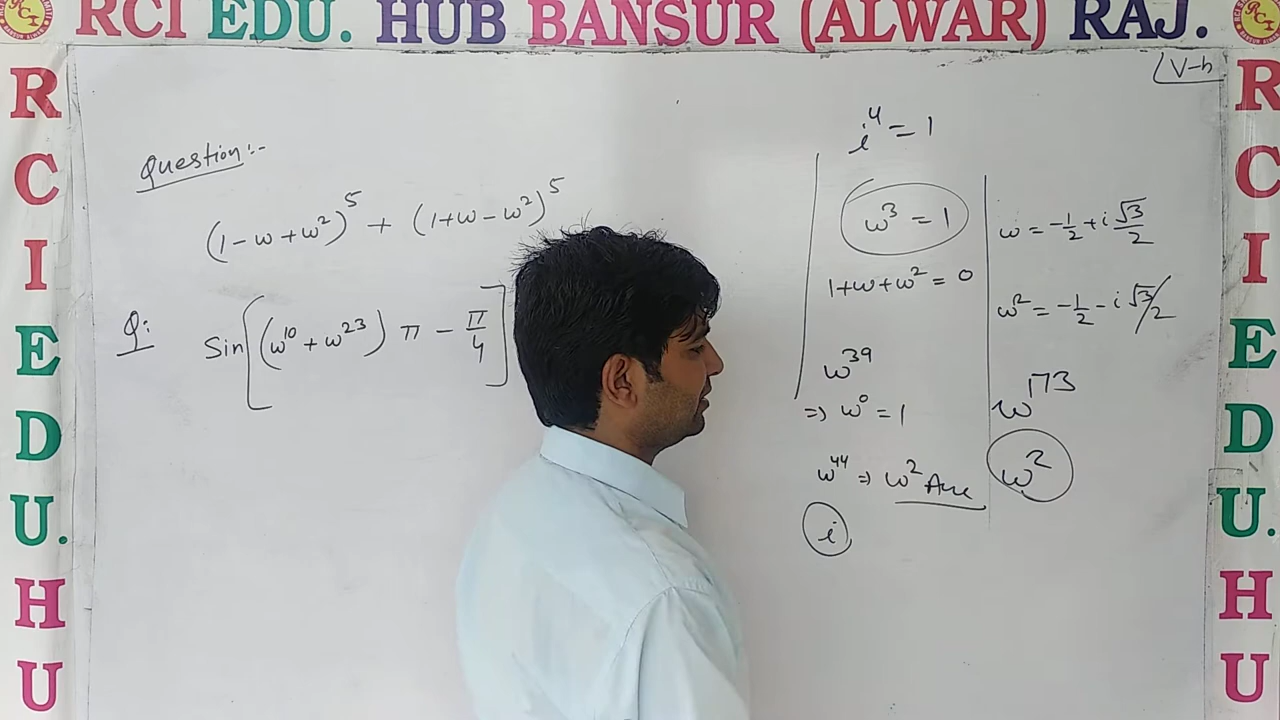 RCI EDU. HUB BANSUR (ALWAR) RAJ.
R
C
I
E
D
U.
H
U
Question:-
(1-ω+ω²)⁵ + (1+ω-ω²)⁵
Q:
Sin[(ω¹⁰+ω²³)π - π/4]
i⁴ = 1
ω³ = 1
1+ω+ω² = 0
ω³⁹
⇒ ω⁰ = 1
ω⁴⁴ ⇒ ω² Ans
i
ω = -1/2 + i √3/2
ω² = -1/2 - i √3/2
ω¹⁷³
ω²
R
C
I
E
D
U.
H
U